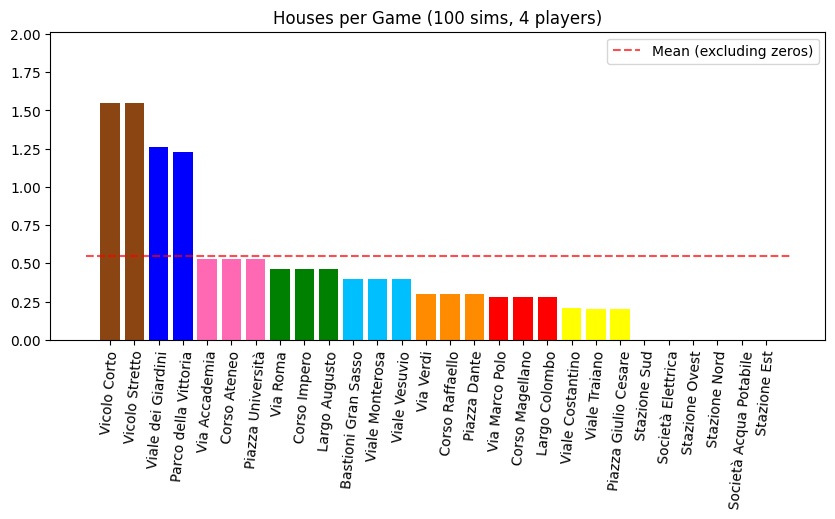 Houses per Game (100 sims, 4 players)
Mean (excluding zeros)
2.00
1.75
1.50
1.25
1.00
0.75
0.50
0.25
0.00
Vicolo Corto
Vicolo Stretto
Viale dei Giardini
Parco della Vittoria
Via Accademia
Corso Ateneo
Piazza Università
Via Roma
Corso Impero
Largo Augusto
Bastioni Gran Sasso
Viale Monterosa
Viale Vesuvio
Via Verdi
Corso Raffaello
Piazza Dante
Via Marco Polo
Corso Magellano
Largo Colombo
Viale Costantino
Viale Traiano
Piazza Giulio Cesare
Stazione Sud
Società Elettrica
Stazione Ovest
Stazione Nord
Società Acqua Potabile
Stazione Est